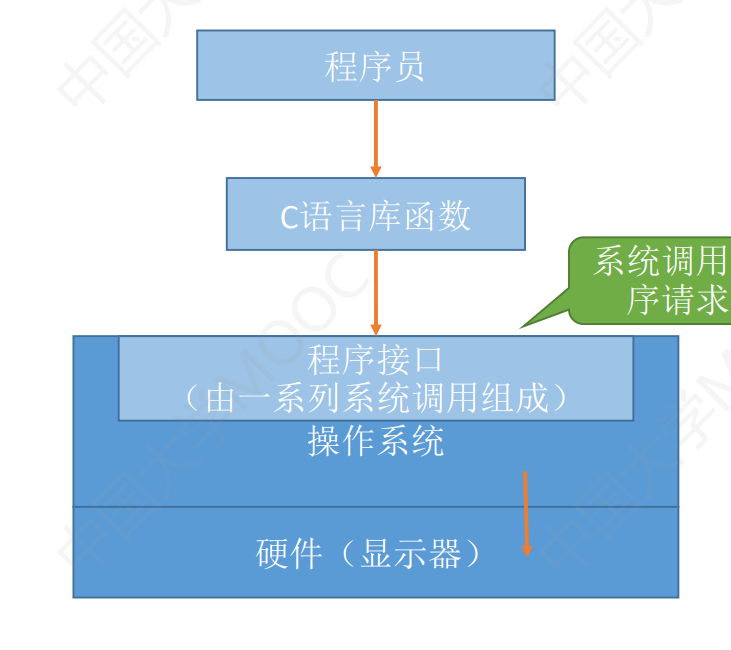 程序员
C语言库函数
系统调用
序请求
程序接口
（由一系列系统调用组成）
操作系统
硬件（显示器）
中国大学MOOC